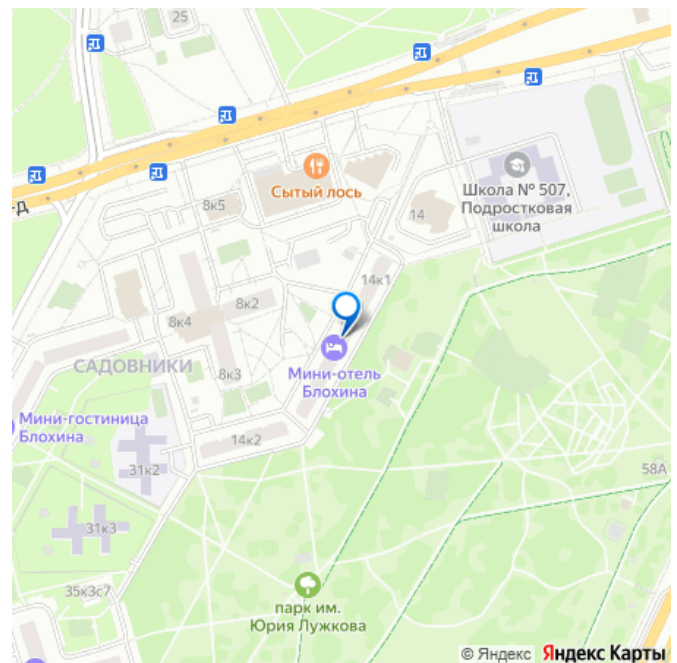 25
-д
8к5
Сытый лось
14
Школа № 507,
Подростковая
школа
14к1
8к2
8к4
8к3
САДОВНИКИ
Мини-отель
Блохина
Мини-гостиница
Блохина
14к2
31к2
58А
31к3
35к3с7
парк им.
Юрия Лужкова
© Яндекс Яндекс Карты